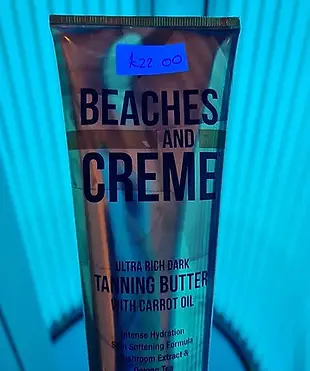 £22.00
BEACHES
AND
CREME
ULTRA RICH DARK
TANNING BUTTER
WITH CARROT OIL
Intense Hydration
Skin Softening Formula
Mushroom Extract &
Tea